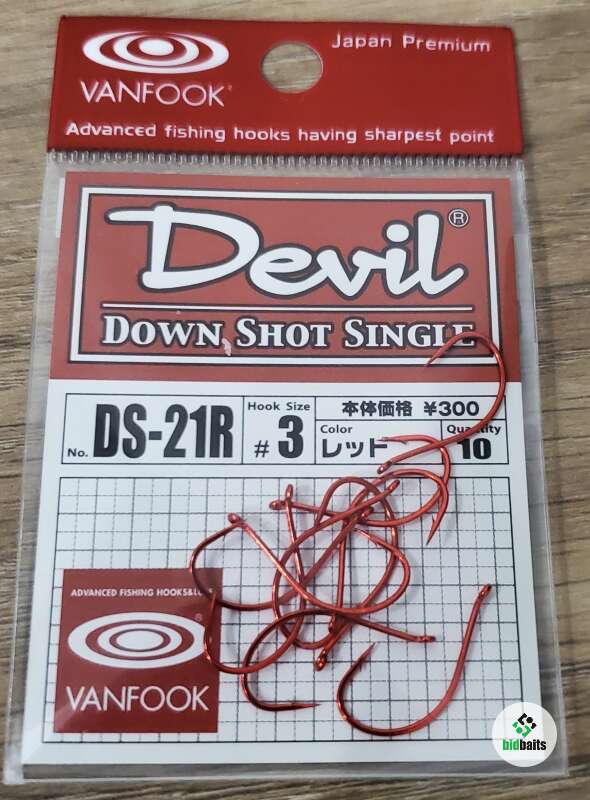 Japan Premium
VANFOOK®
Advanced fishing hooks having sharpest point
Devil®
DOWN SHOT SINGLE
No. DS-21R
Hook Size
# 3
本体価格 ¥300
Color
レッド
Quantity
10
ADVANCED FISHING HOOKS&
®
VANFOOK
bidbaits